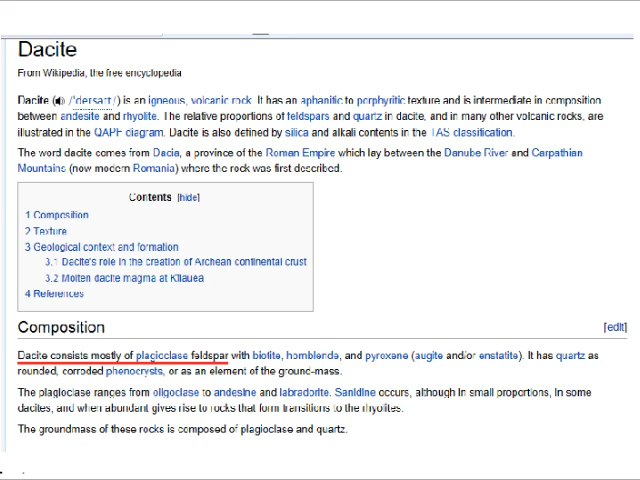 Dacite
From Wikipedia, the free encyclopedia
Dacite (/ˈdeɪsaɪt/) is an igneous, volcanic rock. It has an aphanitic to porphyritic texture and is intermediate in composition
between andesite and rhyolite. The relative proportions of feldspars and quartz in dacite, and in many other volcanic rocks, are
illustrated in the QAPF diagram. Dacite is also defined by silica and alkali contents in the TAS classification.
The word dacite comes from Dacia, a province of the Roman Empire which lay between the Danube River and Carpathian
Mountains (now modern Romania) where the rock was first described.
Contents [hide]
1 Composition
2 Texture
3 Geological context and formation
3.1 Dacite's role in the creation of Archean continental crust
3.2 Molten dacite magma at Kīlauea
4 References
Composition
[edit]
Dacite consists mostly of plagioclase feldspar with biotite, hornblende, and pyroxene (augite and/or enstatite). It has quartz as
rounded, corroded phenocrysts, or as an element of the ground-mass.
The plagioclase ranges from oligoclase to andesine and labradorite. Sanidine occurs, although in small proportions, in some
dacites, and when abundant gives rise to rocks that form transitions to the rhyolites.
The groundmass of these rocks is composed of plagioclase and quartz.